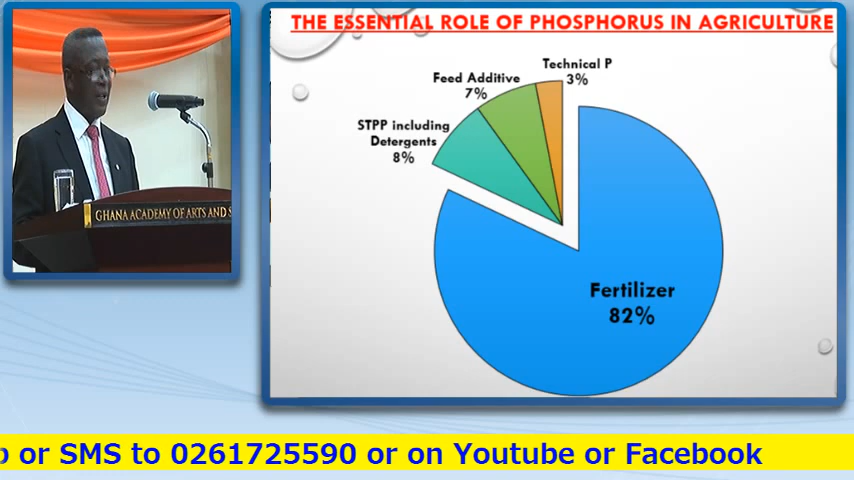 THE ESSENTIAL ROLE OF PHOSPHORUS IN AGRICULTURE
Technical P
3%
Feed Additive
7%
STPP including
Detergents
8%
Fertilizer
82%
GHANA ACADEMY OF ARTS AND S
or SMS to 0261725590 or on Youtube or Facebook